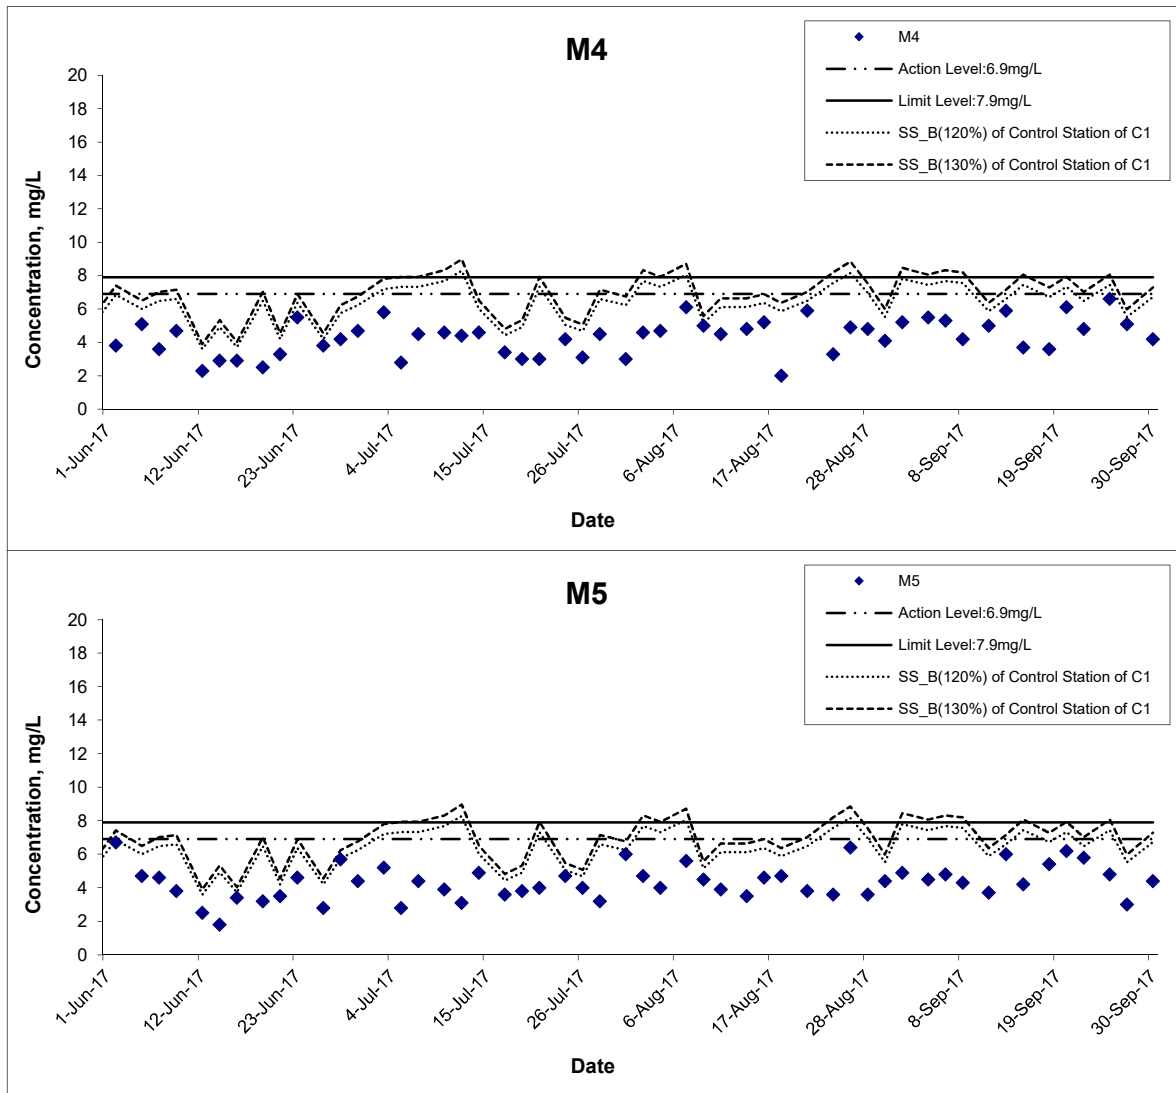 M4
M4
Action Level:6.9mg/L
Limit Level:7.9mg/L
SS_B(120%) of Control Station of C1
SS_B(130%) of Control Station of C1
Concentration, mg/L
20
18
16
14
12
10
8
6
4
2
0
1-Jun-17
12-Jun-17
23-Jun-17
4-Jul-17
15-Jul-17
26-Jul-17
6-Aug-17
17-Aug-17
28-Aug-17
8-Sep-17
19-Sep-17
30-Sep-17
Date
M5
M5
Action Level:6.9mg/L
Limit Level:7.9mg/L
SS_B(120%) of Control Station of C1
SS_B(130%) of Control Station of C1
Concentration, mg/L
20
18
16
14
12
10
8
6
4
2
0
1-Jun-17
12-Jun-17
23-Jun-17
4-Jul-17
15-Jul-17
26-Jul-17
6-Aug-17
17-Aug-17
28-Aug-17
8-Sep-17
19-Sep-17
30-Sep-17
Date